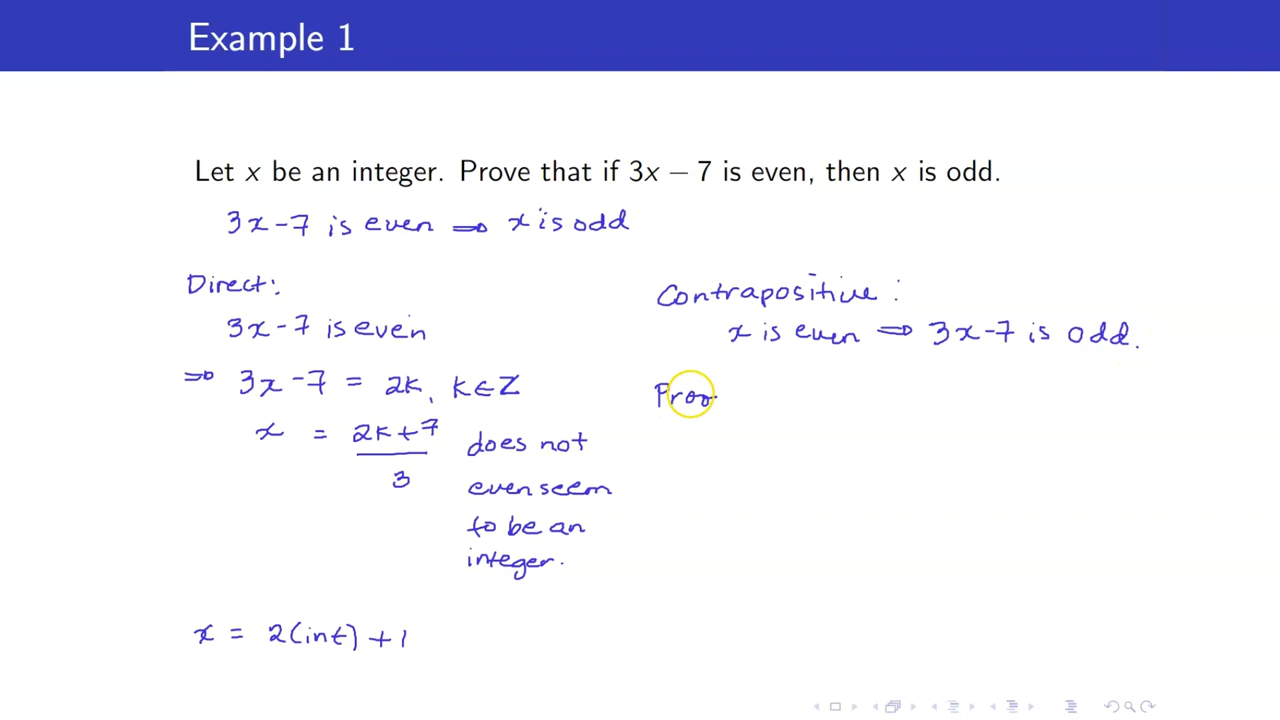 Example 1
Let x be an integer. Prove that if 3x − 7 is even, then x is odd.
3x-7 is even ⇒ x is odd
Direct:
3x-7 is even
⇒ 3x-7 = 2k, k∈Z
x = 2k+7
3
does not
even seem
to be an
integer.
x = 2(int) + 1
Contrapositive:
x is even ⇒ 3x-7 is odd.
Proo